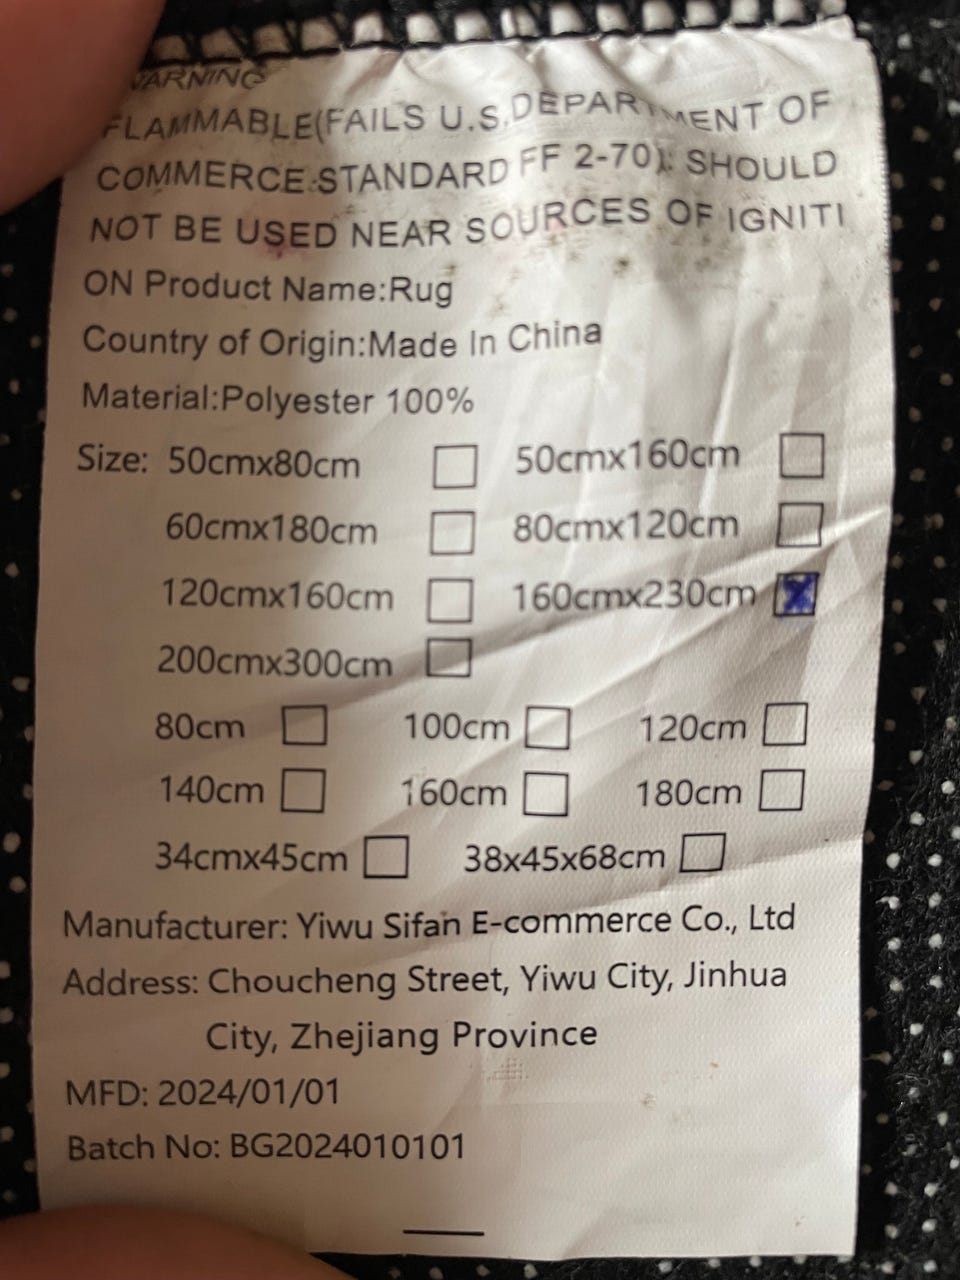 WARNING
FLAMMABLE(FAILS U.S.DEPARTMENT OF
COMMERCE STANDARD FF 2-70): SHOULD
NOT BE USED NEAR SOURCES OF IGNITI
ON Product Name:Rug
Country of Origin:Made In China
Material:Polyester 100%
Size: 50cmx80cm 50cmx160cm
60cmx180cm 80cmx120cm
120cmx160cm 160cmx230cm
200cmx300cm
80cm 100cm 120cm
140cm 160cm 180cm
34cmx45cm 38x45x68cm
Manufacturer: Yiwu Sifan E-commerce Co., Ltd
Address: Choucheng Street, Yiwu City, Jinhua
City, Zhejiang Province
MFD: 2024/01/01
Batch No: BG2024010101